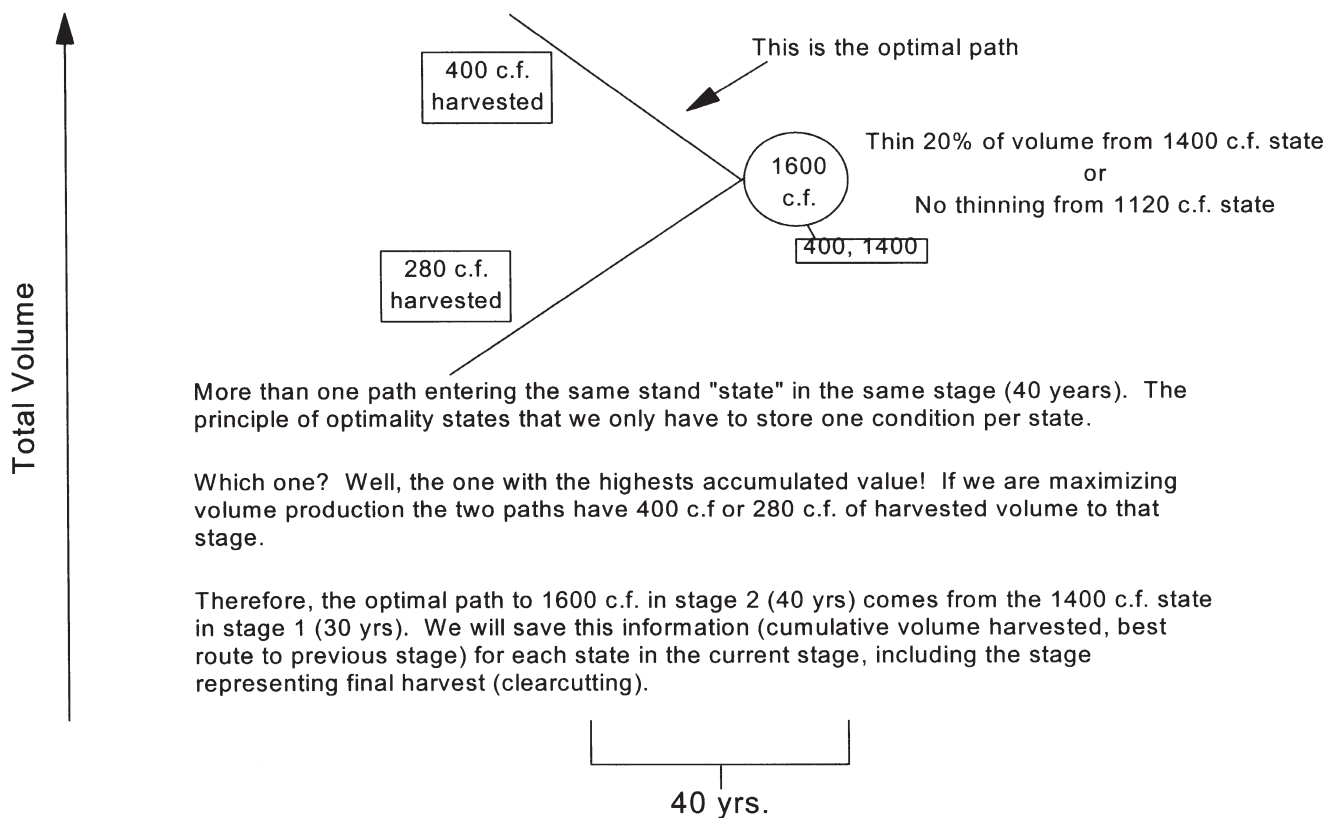 This is the optimal path
400 c.f.
harvested
Thin 20% of volume from 1400 c.f. state
or
No thinning from 1120 c.f. state
1600
c.f.
400, 1400
280 c.f.
harvested
Total Volume
More than one path entering the same stand "state" in the same stage (40 years).  The
principle of optimality states that we only have to store one condition per state.
Which one?  Well, the one with the highests accumulated value!  If we are maximizing
volume production the two paths have 400 c.f or 280 c.f. of harvested volume to that
stage.
Therefore, the optimal path to 1600 c.f. in stage 2 (40 yrs) comes from the 1400 c.f. state
in stage 1 (30 yrs).  We will save this information (cumulative volume harvested, best
route to previous stage) for each state in the current stage, including the stage
representing final harvest (clearcutting).
40 yrs.